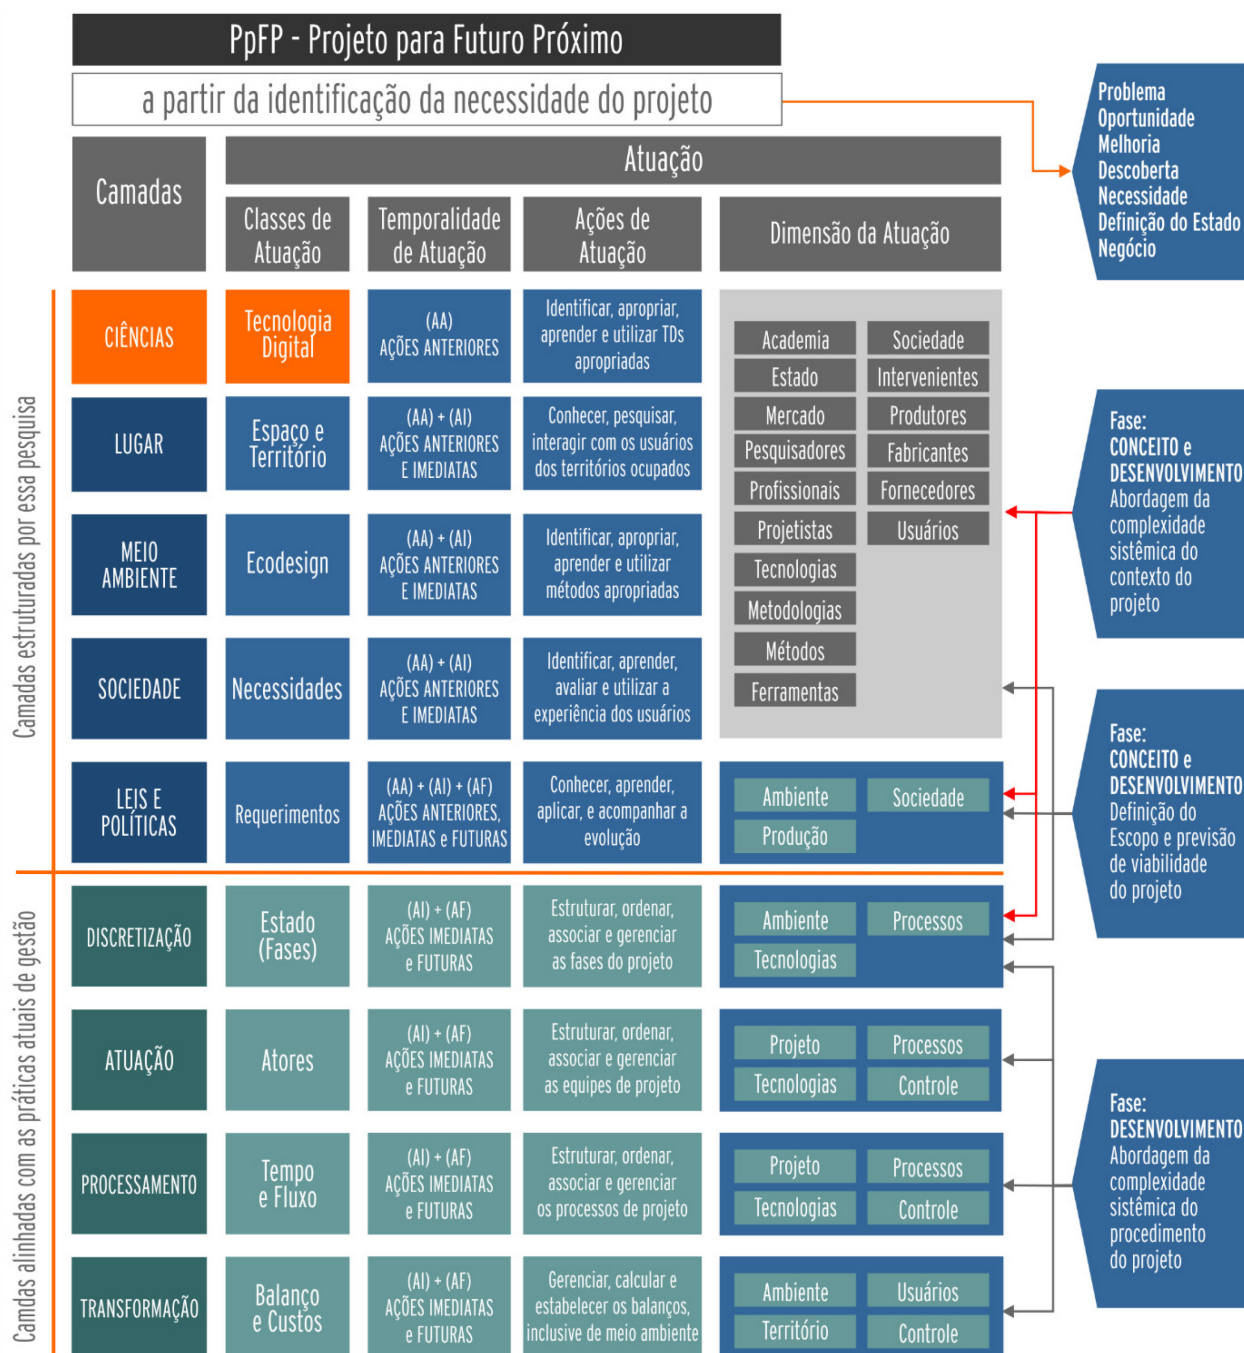 PpFP - Projeto para Futuro Próximo
a partir da identificação da necessidade do projeto
Problema
Oportunidade
Melhoria
Descoberta
Necessidade
Definição do Estado
Negócio
Camadas
Atuação
Classes de
Atuação
Temporalidade
de Atuação
Ações de
Atuação
Dimensão da Atuação
Camadas estruturadas por essa pesquisa
CIÊNCIAS
Tecnologia
Digital
(AA)
AÇÕES ANTERIORES
Identificar, apropriar,
aprender e utilizar TDs
apropriadas
LUGAR
Espaço e
Território
(AA) + (AI)
AÇÕES ANTERIORES
E IMEDIATAS
Conhecer, pesquisar,
interagir com os usuários
dos territórios ocupados
MEIO
AMBIENTE
Ecodesign
(AA) + (AI)
AÇÕES ANTERIORES
E IMEDIATAS
Identificar, apropriar,
aprender e utilizar
métodos apropriadas
SOCIEDADE
Necessidades
(AA) + (AI)
AÇÕES ANTERIORES
E IMEDIATAS
Identificar, aprender,
avaliar e utilizar a
experiência dos usuários
Academia
Estado
Mercado
Pesquisadores
Profissionais
Projetistas
Tecnologias
Metodologias
Métodos
Ferramentas
Sociedade
Intervenientes
Produtores
Fabricantes
Fornecedores
Usuários
LEIS E
POLÍTICAS
Requerimentos
(AA) + (AI) + (AF)
AÇÕES ANTERIORES,
IMEDIATAS e FUTURAS
Conhecer, aprender,
aplicar, e acompanhar a
evolução
Ambiente
Sociedade
Produção
Camdas alinhadas com as práticas atuais de gestão
DISCRETIZAÇÃO
Estado
(Fases)
(AI) + (AF)
AÇÕES IMEDIATAS
e FUTURAS
Estruturar, ordenar,
associar e gerenciar
as fases do projeto
Ambiente
Processos
Tecnologias
ATUAÇÃO
Atores
(AI) + (AF)
AÇÕES IMEDIATAS
e FUTURAS
Estruturar, ordenar,
associar e gerenciar
as equipes de projeto
Projeto
Processos
Tecnologias
Controle
PROCESSAMENTO
Tempo
e Fluxo
(AI) + (AF)
AÇÕES IMEDIATAS
e FUTURAS
Estruturar, ordenar,
associar e gerenciar
os processos de projeto
Projeto
Processos
Tecnologias
Controle
TRANSFORMAÇÃO
Balanço
e Custos
(AI) + (AF)
AÇÕES IMEDIATAS
e FUTURAS
Gerenciar, calcular e
estabelecer os balanços,
inclusive de meio ambiente
Ambiente
Usuários
Território
Controle
Fase:
CONCEITO e
DESENVOLVIMENTO
Abordagem da
complexidade
sistêmica do
contexto do
projeto
Fase:
CONCEITO e
DESENVOLVIMENTO
Definição do
Escopo e previsão
de viabilidade
do projeto
Fase:
DESENVOLVIMENTO
Abordagem da
complexidade
sistêmica do
procedimento
do projeto